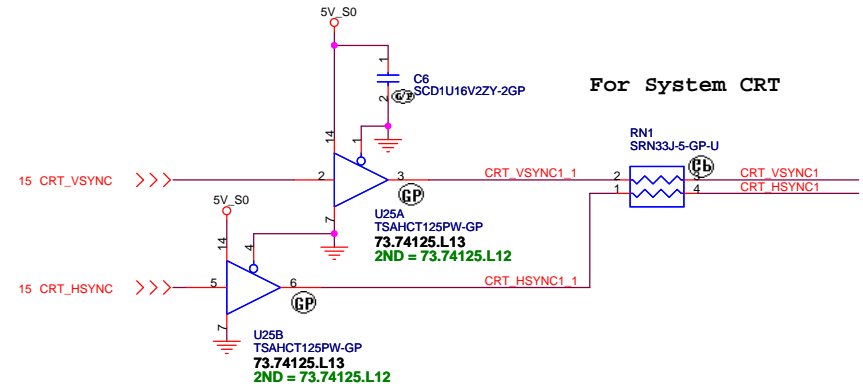 5V_S0
1
C6
SCD1U16V2ZY-2GP
2
G/P
For System CRT
14
1
RN1
SRN33J-5-GP-U
15 CRT_VSYNC
2
3
GP
CRT_VSYNC1_1
2
3
CRT_VSYNC1
1
4
CRT_HSYNC1
5V_S0
7
U25A
TSAHCT125PW-GP
73.74125.L13
2ND = 73.74125.L12
14
4
15 CRT_HSYNC
5
6
GP
CRT_HSYNC1_1
7
U25B
TSAHCT125PW-GP
73.74125.L13
2ND = 73.74125.L12